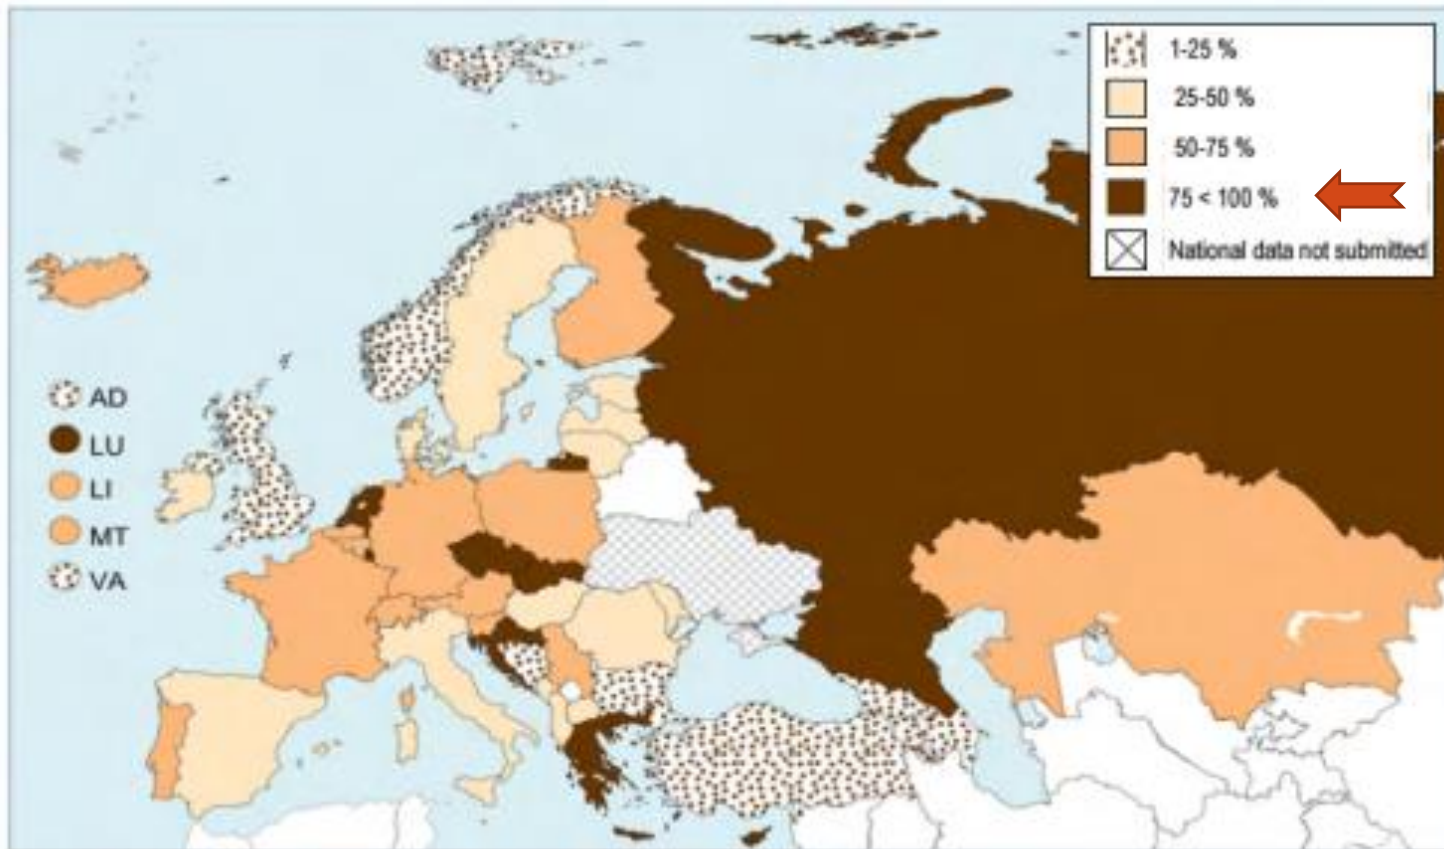 1-25 %
25-50 %
50-75 %
75 < 100 %
National data not submitted
AD
LU
LI
MT
VA